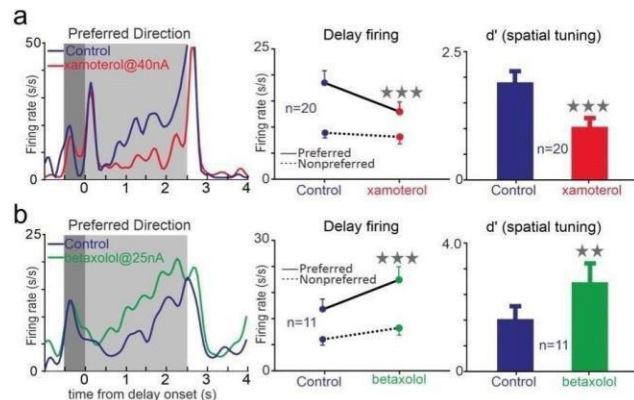 a
Preferred Direction
Control
xamoterol@40nA
Firing rate (s/s)
50
0
0 1 2 3 4
Delay firing
Firing rate (s/s)
25
0
n=20
★★★
Preferred
Nonpreferred
Control xamoterol
d' (spatial tuning)
2.5
0
★★★
n=20
Control xamoterol
b
Preferred Direction
Control
betaxolol@25nA
Firing rate (s/s)
25
0
0 1 2 3 4
time from delay onset (s)
Delay firing
Firing rate (s/s)
30
0
★★★
Preferred
Nonpreferred
n=11
Control betaxolol
d' (spatial tuning)
4.0
0
★★
n=11
Control betaxolol